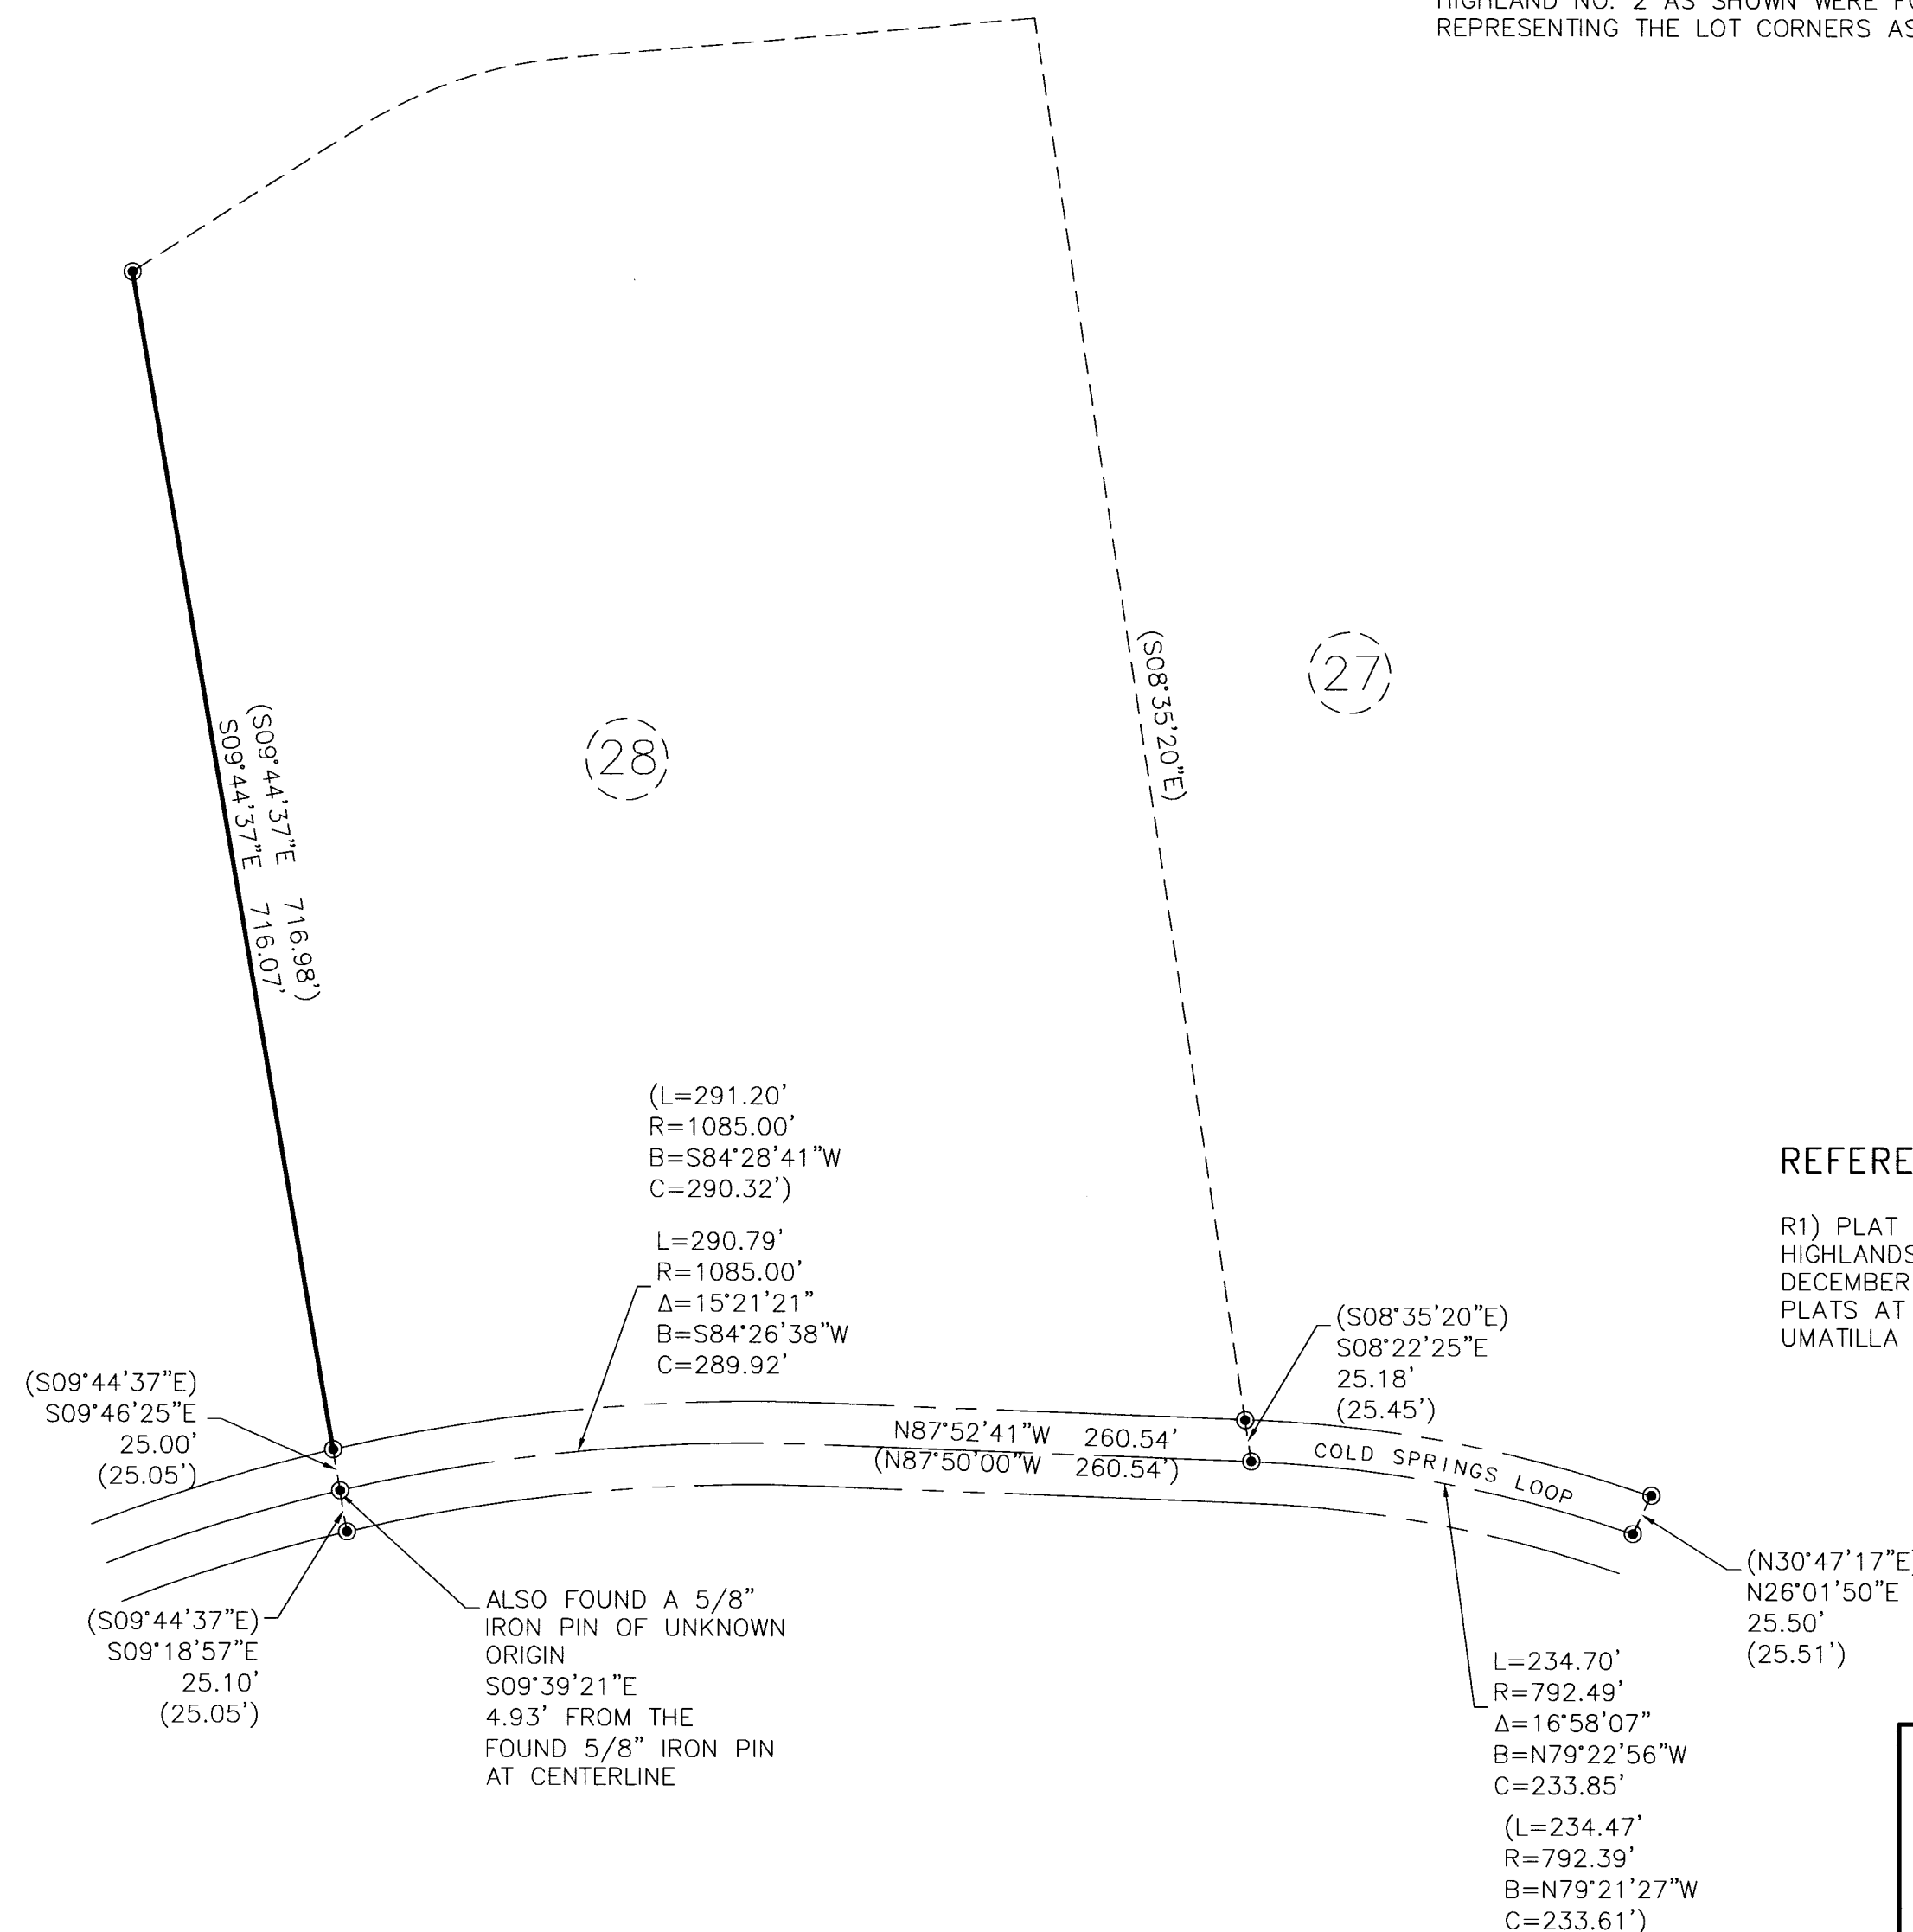 HIGHLAND NO. 2 AS SHOWN WERE
REPRESENTING THE LOT CORNERS AS
(S08°35'20"E)
27
28
(S09°44'37"E 716.98')
S09°44'37"E 716.07'
(L=291.20'
R=1085.00'
B=S84°28'41"W
C=290.32')
L=290.79'
R=1085.00'
Δ=15°21'21"
B=S84°26'38"W
C=289.92'
REFERE
R1) PLAT
HIGHLANDS
DECEMBER
PLATS AT
UMATILLA
(S08°35'20"E)
S08°22'25"E
25.18'
(25.45')
(S09°44'37"E)
S09°46'25"E
25.00'
(25.05')
N87°52'41"W 260.54'
(N87°50'00"W 260.54')
COLD SPRINGS LOOP
(S09°44'37"E)
S09°18'57"E
25.10'
(25.05')
ALSO FOUND A 5/8"
IRON PIN OF UNKNOWN
ORIGIN
S09°39'21"E
4.93' FROM THE
FOUND 5/8" IRON PIN
AT CENTERLINE
(N30°47'17"E)
N26°01'50"E
25.50'
(25.51')
L=234.70'
R=792.49'
Δ=16°58'07"
B=N79°22'56"W
C=233.85'
(L=234.47'
R=792.39'
B=N79°21'27"W
C=233.61')